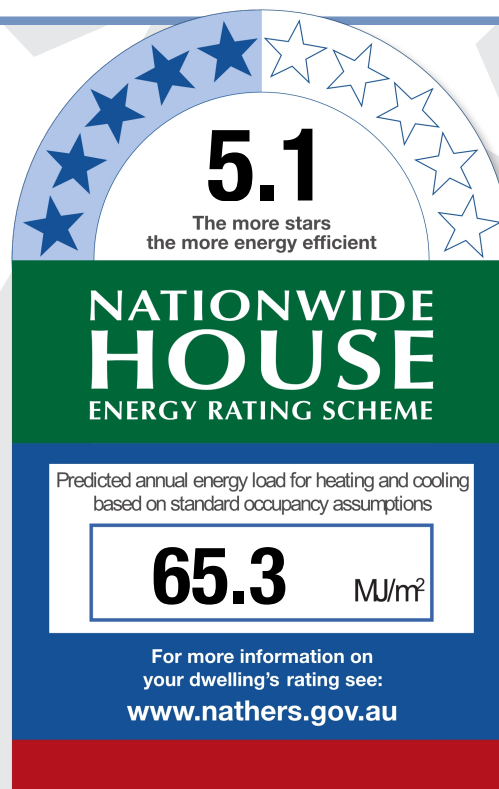 5.1
The more stars
the more energy efficient
NATIONWIDE
HOUSE
ENERGY RATING SCHEME
Predicted annual energy load for heating and cooling
based on standard occupancy assumptions
65.3 MJ/m²
For more information on
your dwelling's rating see:
www.nathers.gov.au